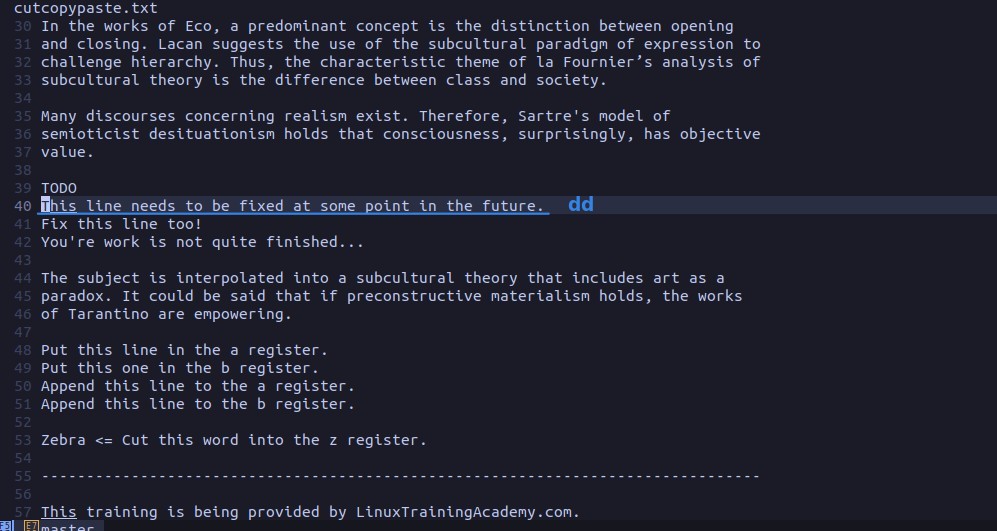 cutcopypaste.txt
30 In the works of Eco, a predominant concept is the distinction between opening
31 and closing. Lacan suggests the use of the subcultural paradigm of expression to
32 challenge hierarchy. Thus, the characteristic theme of la Fournier’s analysis of
33 subcultural theory is the difference between class and society.
34
35 Many discourses concerning realism exist. Therefore, Sartre's model of
36 semioticist desituationism holds that consciousness, surprisingly, has objective
37 value.
38
39 TODO
40 This line needs to be fixed at some point in the future. dd
41 Fix this line too!
42 You're work is not quite finished...
43
44 The subject is interpolated into a subcultural theory that includes art as a
45 paradox. It could be said that if preconstructive materialism holds, the works
46 of Tarantino are empowering.
47
48 Put this line in the a register.
49 Put this one in the b register.
50 Append this line to the a register.
51 Append this line to the b register.
52
53 Zebra <= Cut this word into the z register.
54
55 --------------------------------------------------------------------------------
56
57 This training is being provided by LinuxTrainingAcademy.com.
master